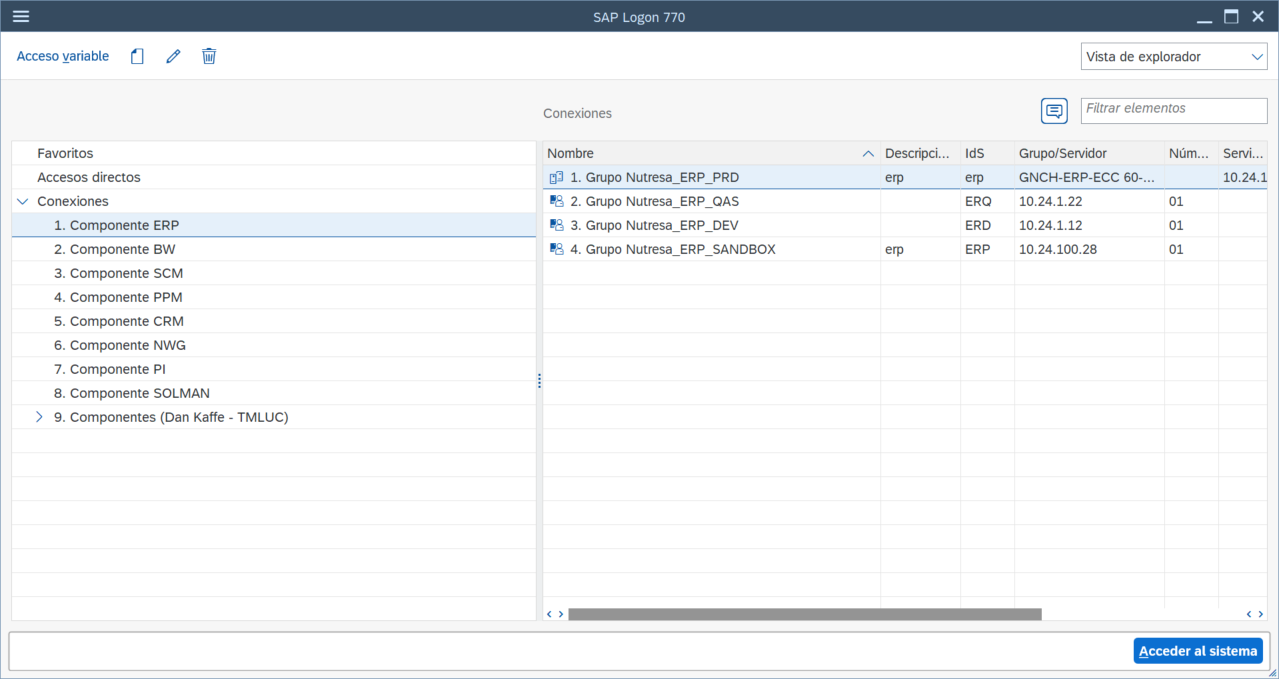 SAP Logon 770
Acceso variable
Vista de explorador
Conexiones
Filtrar elementos
Favoritos
Accesos directos
Conexiones
1. Componente ERP
2. Componente BW
3. Componente SCM
4. Componente PPM
5. Componente CRM
6. Componente NWG
7. Componente PI
8. Componente SOLMAN
9. Componentes (Dan Kaffe - TMLUC)
Nombre Descripci... IdS Grupo/Servidor Núm... Servi...
1. Grupo Nutresa_ERP_PRD erp erp GNCH-ERP-ECC 60-... 10.24.1
2. Grupo Nutresa_ERP_QAS ERQ 10.24.1.22 01
3. Grupo Nutresa_ERP_DEV ERD 10.24.1.12 01
4. Grupo Nutresa_ERP_SANDBOX erp ERP 10.24.100.28 01
Acceder al sistema